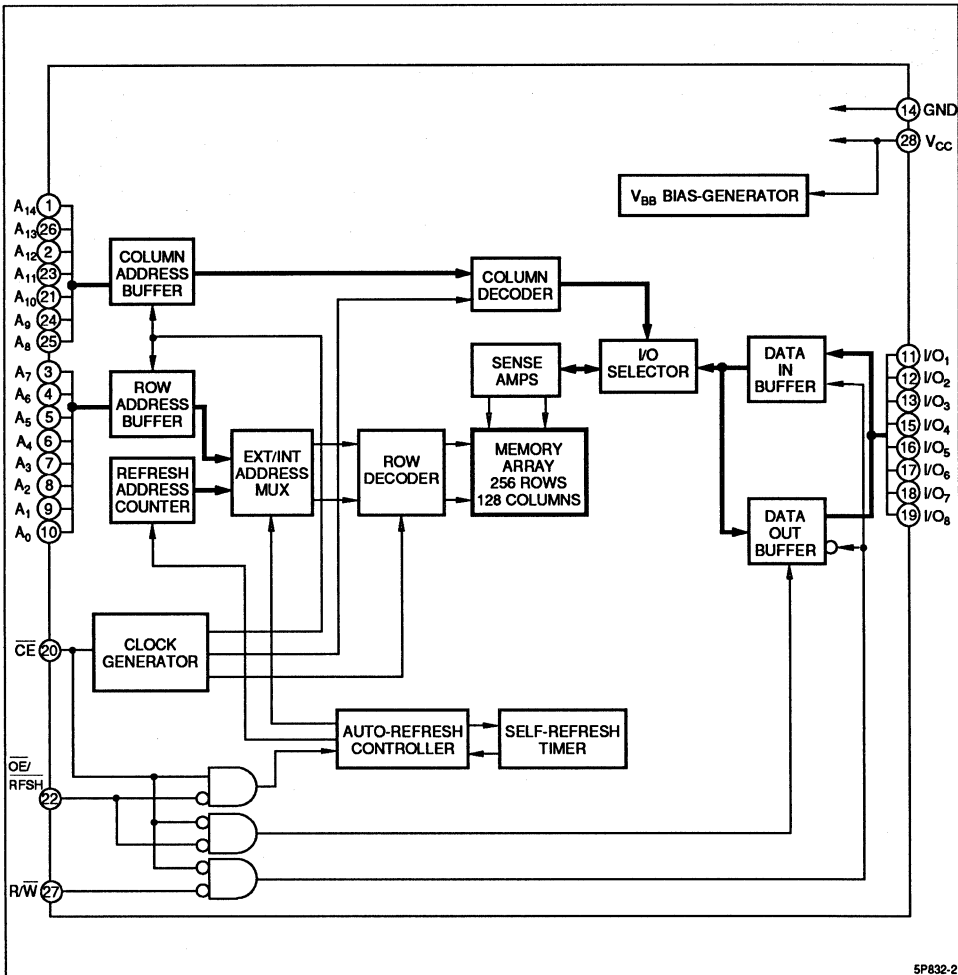 14 GND
28 V_CC
V_BB BIAS-GENERATOR
A_14 1
A_13 26
A_12 2
A_11 23
A_10 21
A_9 24
A_8 25
A_7 3
A_6 4
A_5 5
A_4 6
A_3 7
A_2 8
A_1 9
A_0 10
COLUMN
ADDRESS
BUFFER
COLUMN
DECODER
ROW
ADDRESS
BUFFER
REFRESH
ADDRESS
COUNTER
EXT/INT
ADDRESS
MUX
ROW
DECODER
SENSE
AMPS
MEMORY
ARRAY
256 ROWS
128 COLUMNS
I/O
SELECTOR
DATA
IN
BUFFER
DATA
OUT
BUFFER
11 I/O_1
12 I/O_2
13 I/O_3
15 I/O_4
16 I/O_5
17 I/O_6
18 I/O_7
19 I/O_8
C̅E̅ 20
CLOCK
GENERATOR
AUTO-REFRESH
CONTROLLER
SELF-REFRESH
TIMER
O̅E̅/
R̅F̅S̅H̅
22
R/W̅ 27
5P832-2